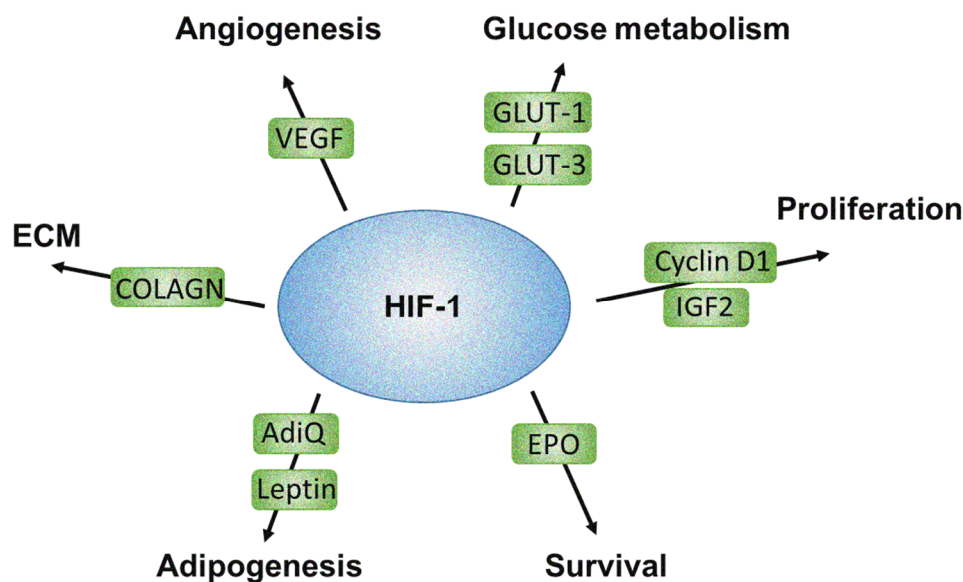 Angiogenesis
Glucose metabolism
VEGF
GLUT-1
GLUT-3
Proliferation
ECM
Cyclin D1
COLAGN
HIF-1
IGF2
AdiQ
EPO
Leptin
Adipogenesis
Survival